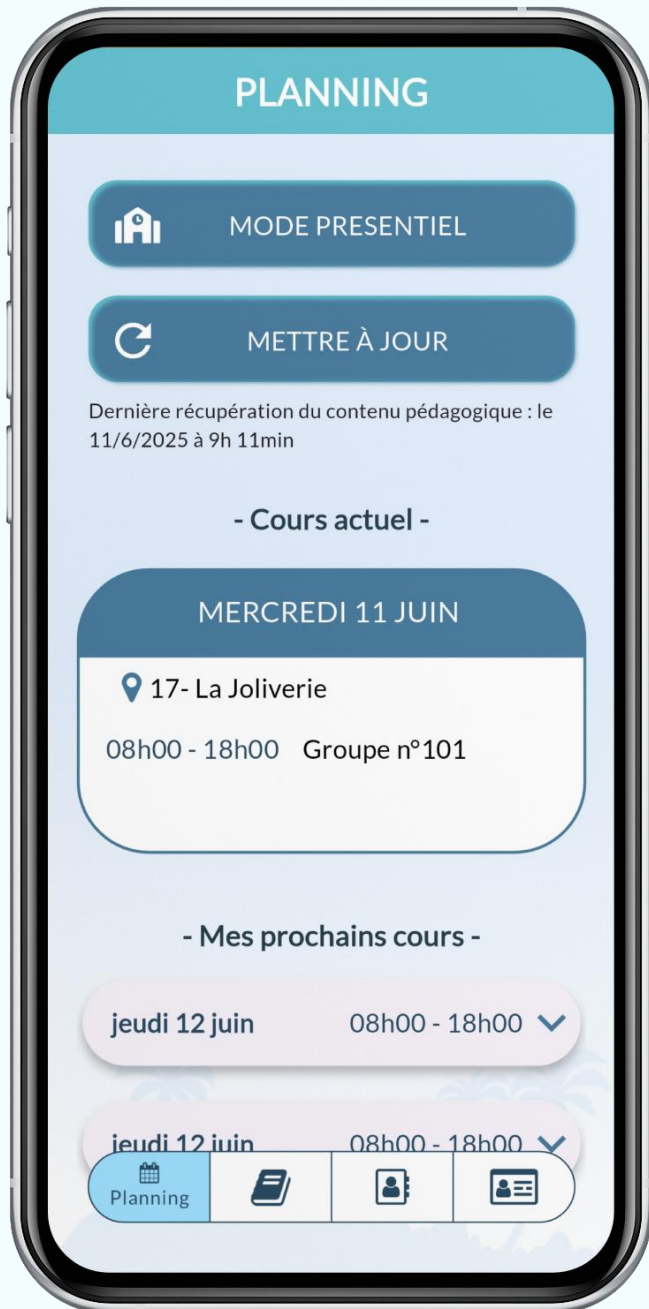 PLANNING
MODE PRESENTIEL
METTRE À JOUR
Dernière récupération du contenu pédagogique : le
11/6/2025 à 9h 11min
- Cours actuel -
MERCREDI 11 JUIN
17- La Joliverie
08h00 - 18h00 Groupe n°101
- Mes prochains cours -
jeudi 12 juin 08h00 - 18h00
jeudi 12 juin 08h00 - 18h00
Planning